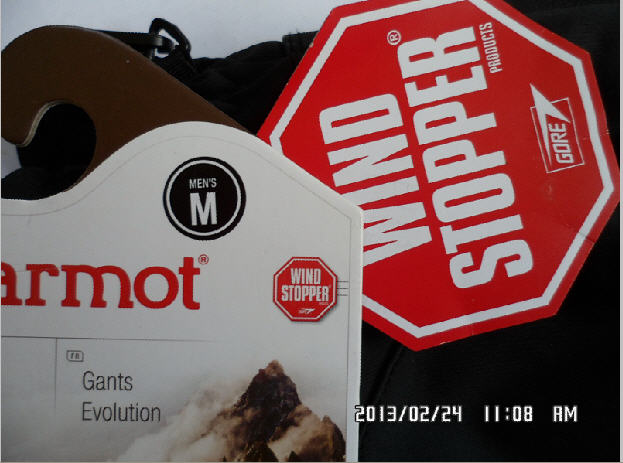 WIND
STOPPER®
PRODUCTS
GORE
MEN'S
M
armot®
WIND
STOPPER
FR
Gants
Evolution
2013/02/24 11:08 AM